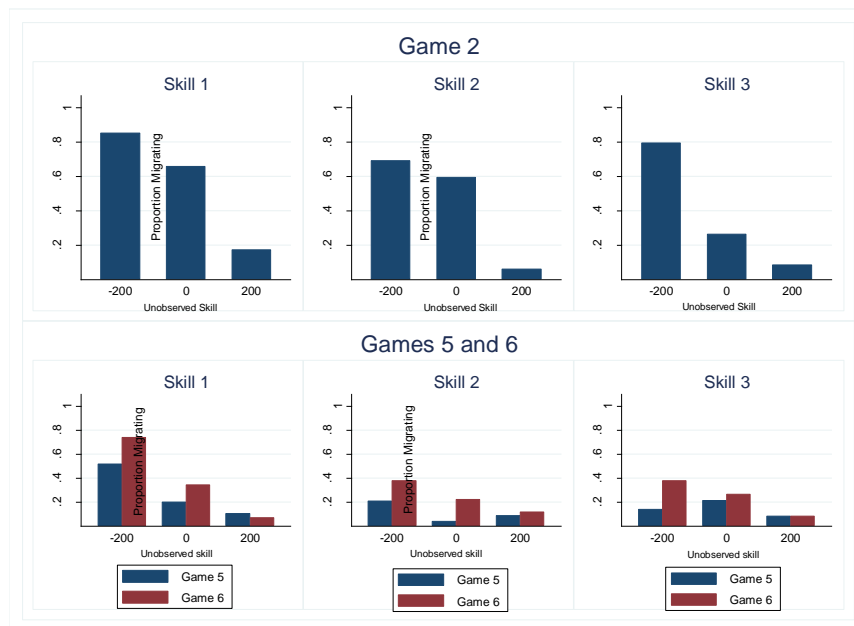 Game 2
Skill 1
Skill 2
Skill 3
1
.8
.6
.4
.2
Proportion Migrating
-200
0
200
Unobserved Skill
1
.8
.6
.4
.2
Proportion Migrating
-200
0
200
Unobserved Skill
1
.8
.6
.4
.2
-200
0
200
Unobserved Skill
Games 5 and 6
Skill 1
Skill 2
Skill 3
1
.8
.6
.4
.2
Proportion Migrating
-200
0
200
Unobserved skill
Game 5
Game 6
1
.8
.6
.4
.2
Proportion Migrating
-200
0
200
Unobserved skill
Game 5
Game 6
1
.8
.6
.4
.2
-200
0
200
Unobserved skill
Game 5
Game 6